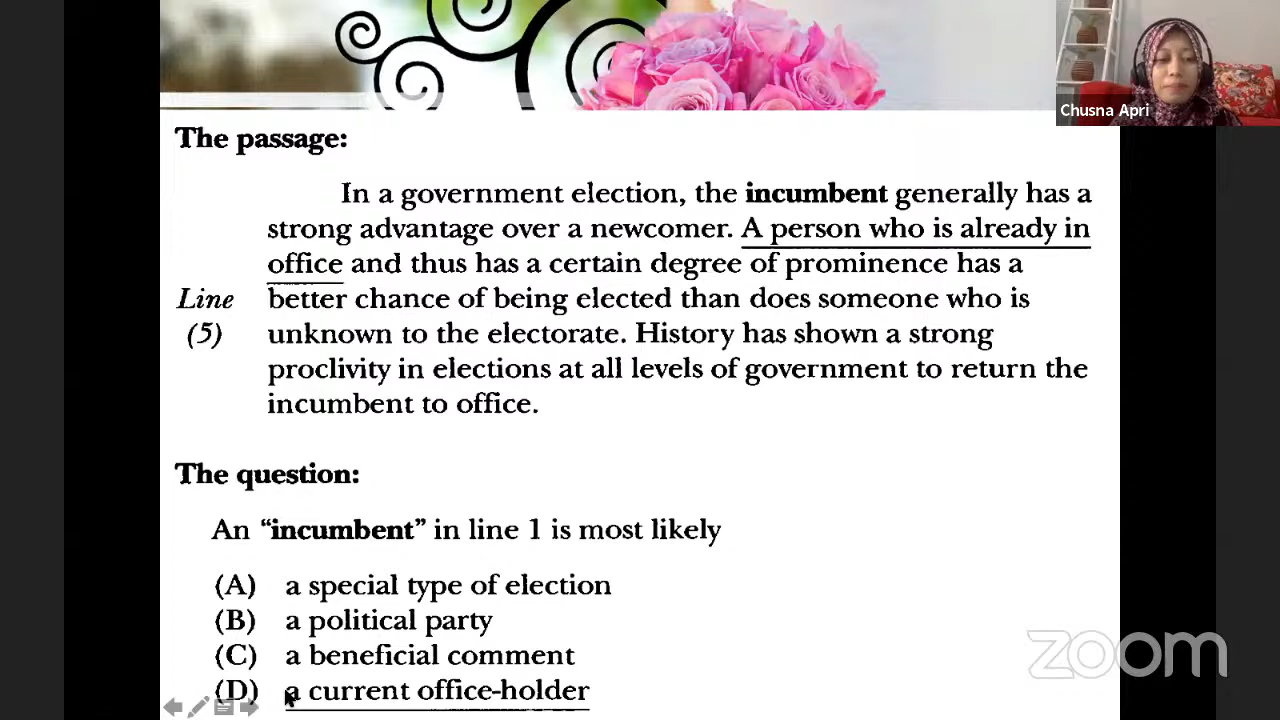 Chusna Apri
The passage:
In a government election, the incumbent generally has a
strong advantage over a newcomer. A person who is already in
office and thus has a certain degree of prominence has a
Line better chance of being elected than does someone who is
(5) unknown to the electorate. History has shown a strong
proclivity in elections at all levels of government to return the
incumbent to office.
The question:
An “incumbent” in line 1 is most likely
(A) a special type of election
(B) a political party
(C) a beneficial comment
(D) a current office-holder
zoom